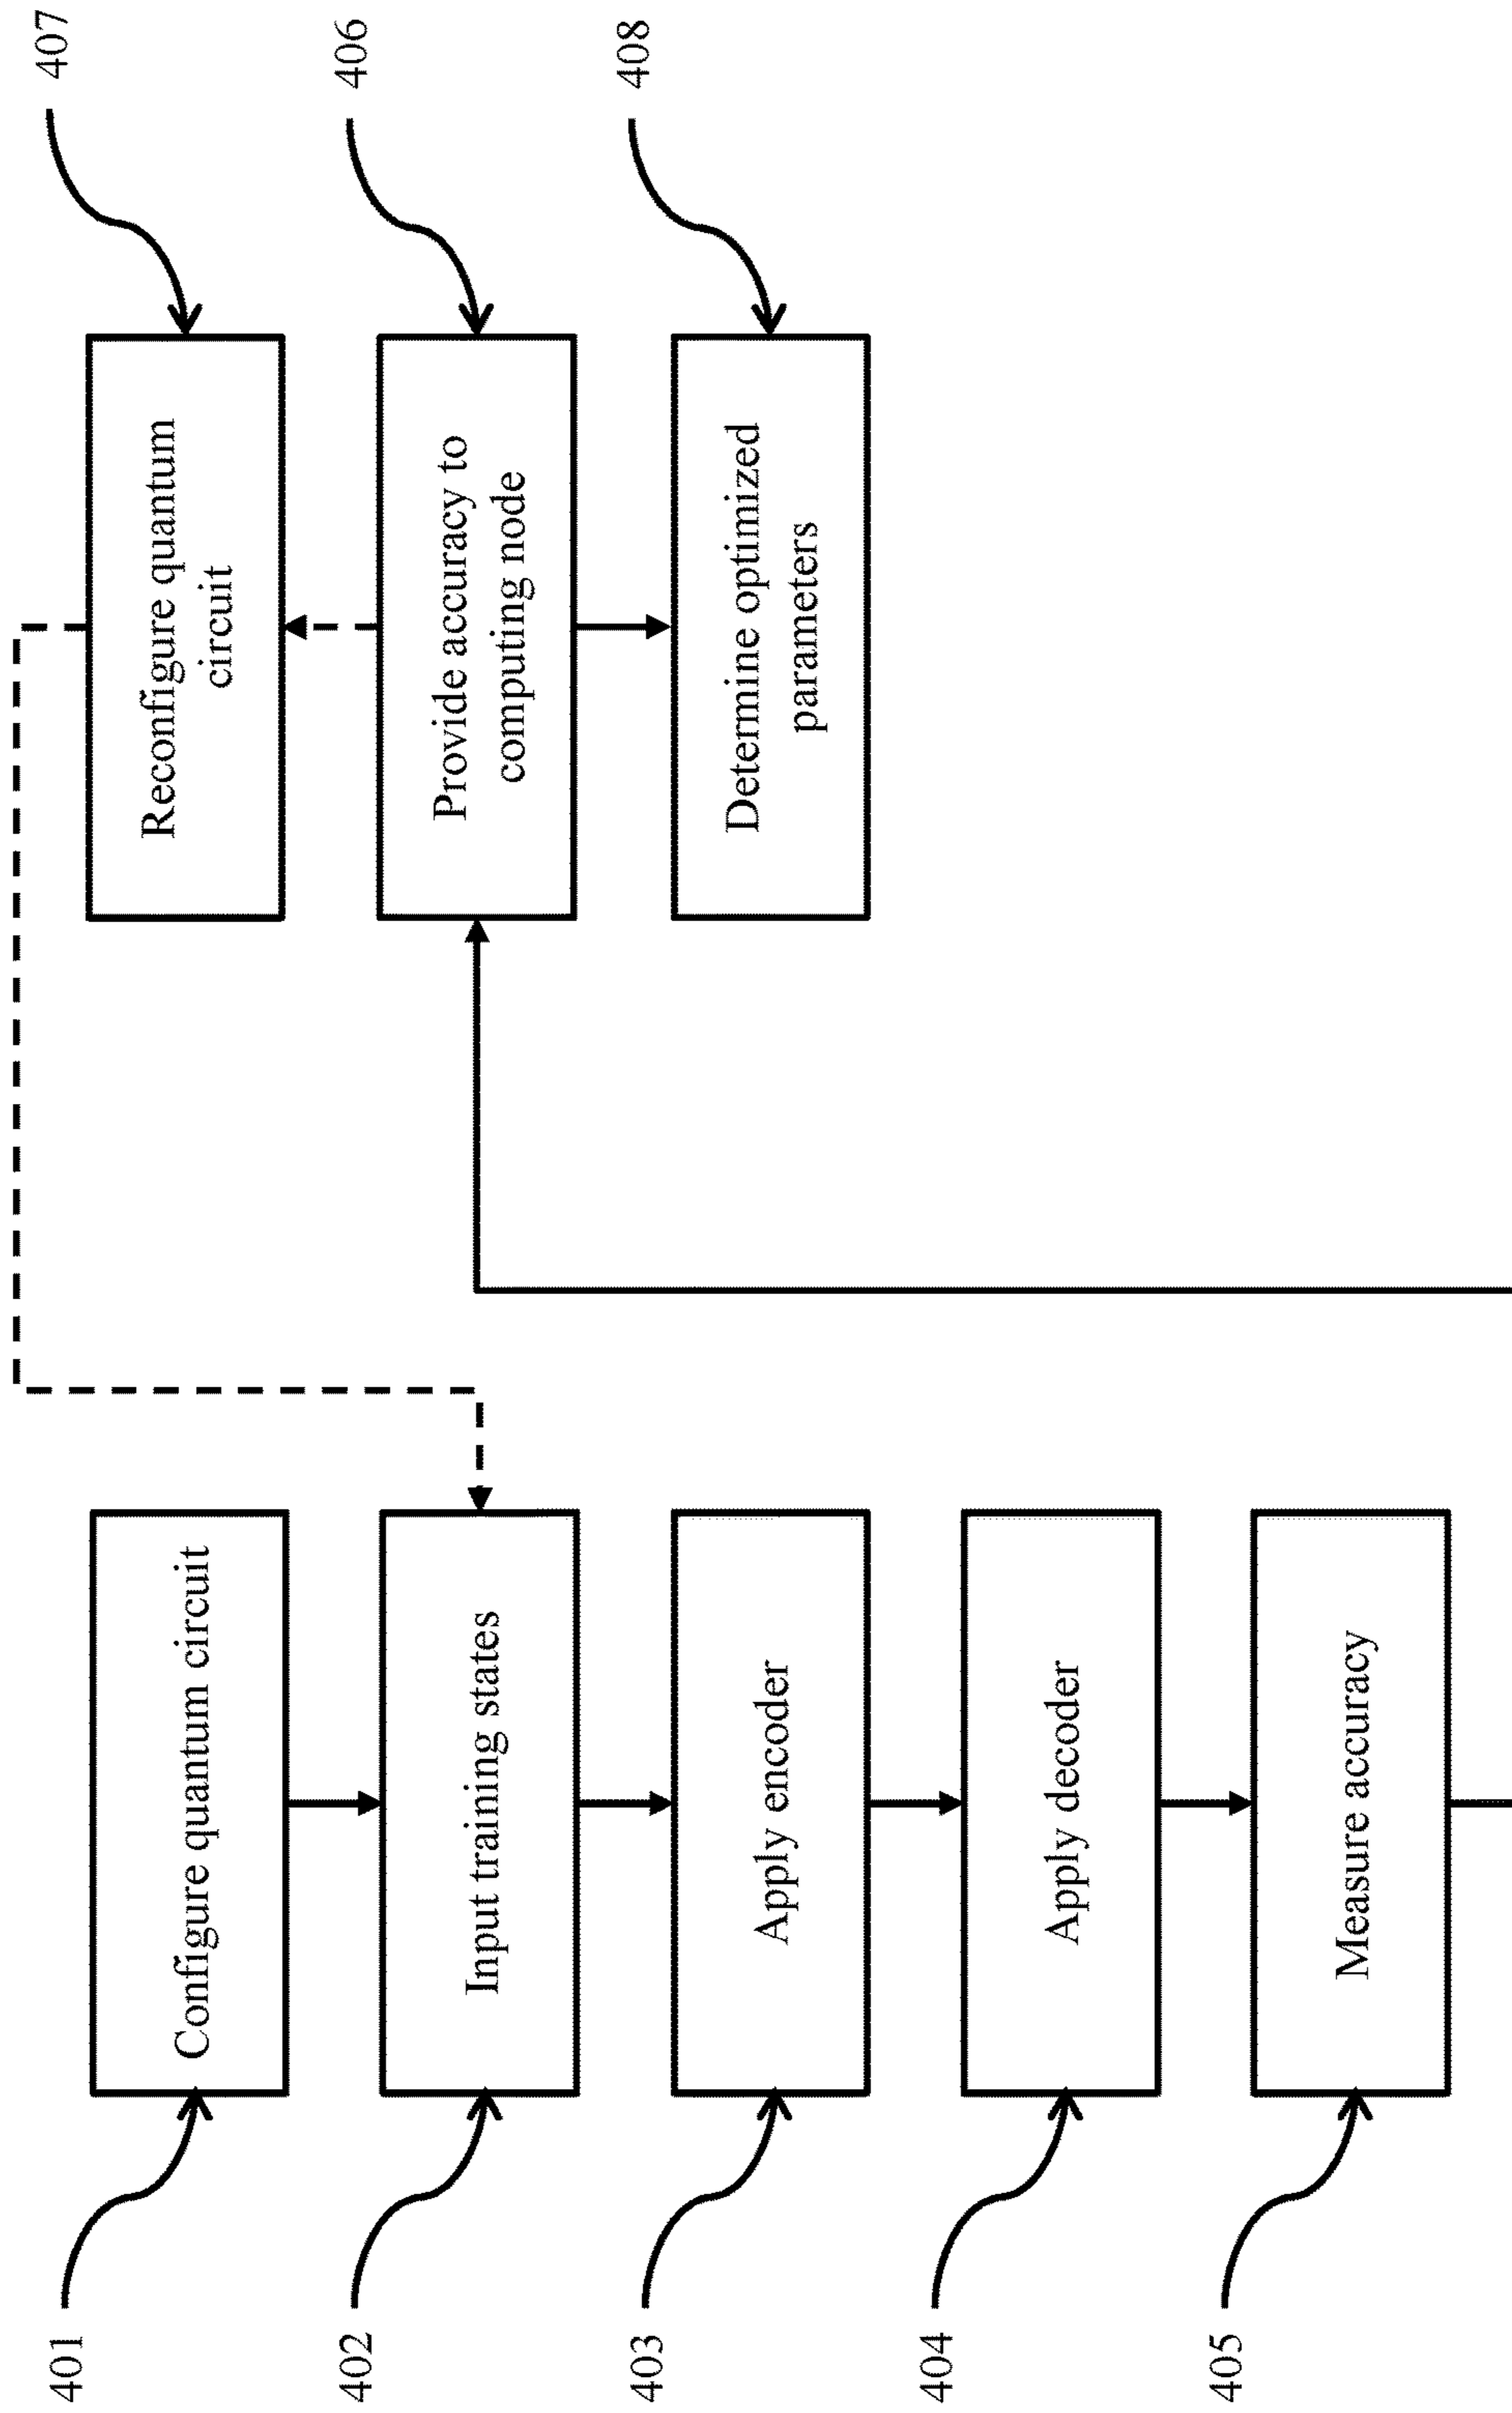 401
Configure quantum circuit
402
Input training states
403
Apply encoder
404
Apply decoder
405
Measure accuracy
Reconfigure quantum
circuit
407
Provide accuracy to
computing node
406
Determine optimized
parameters
408